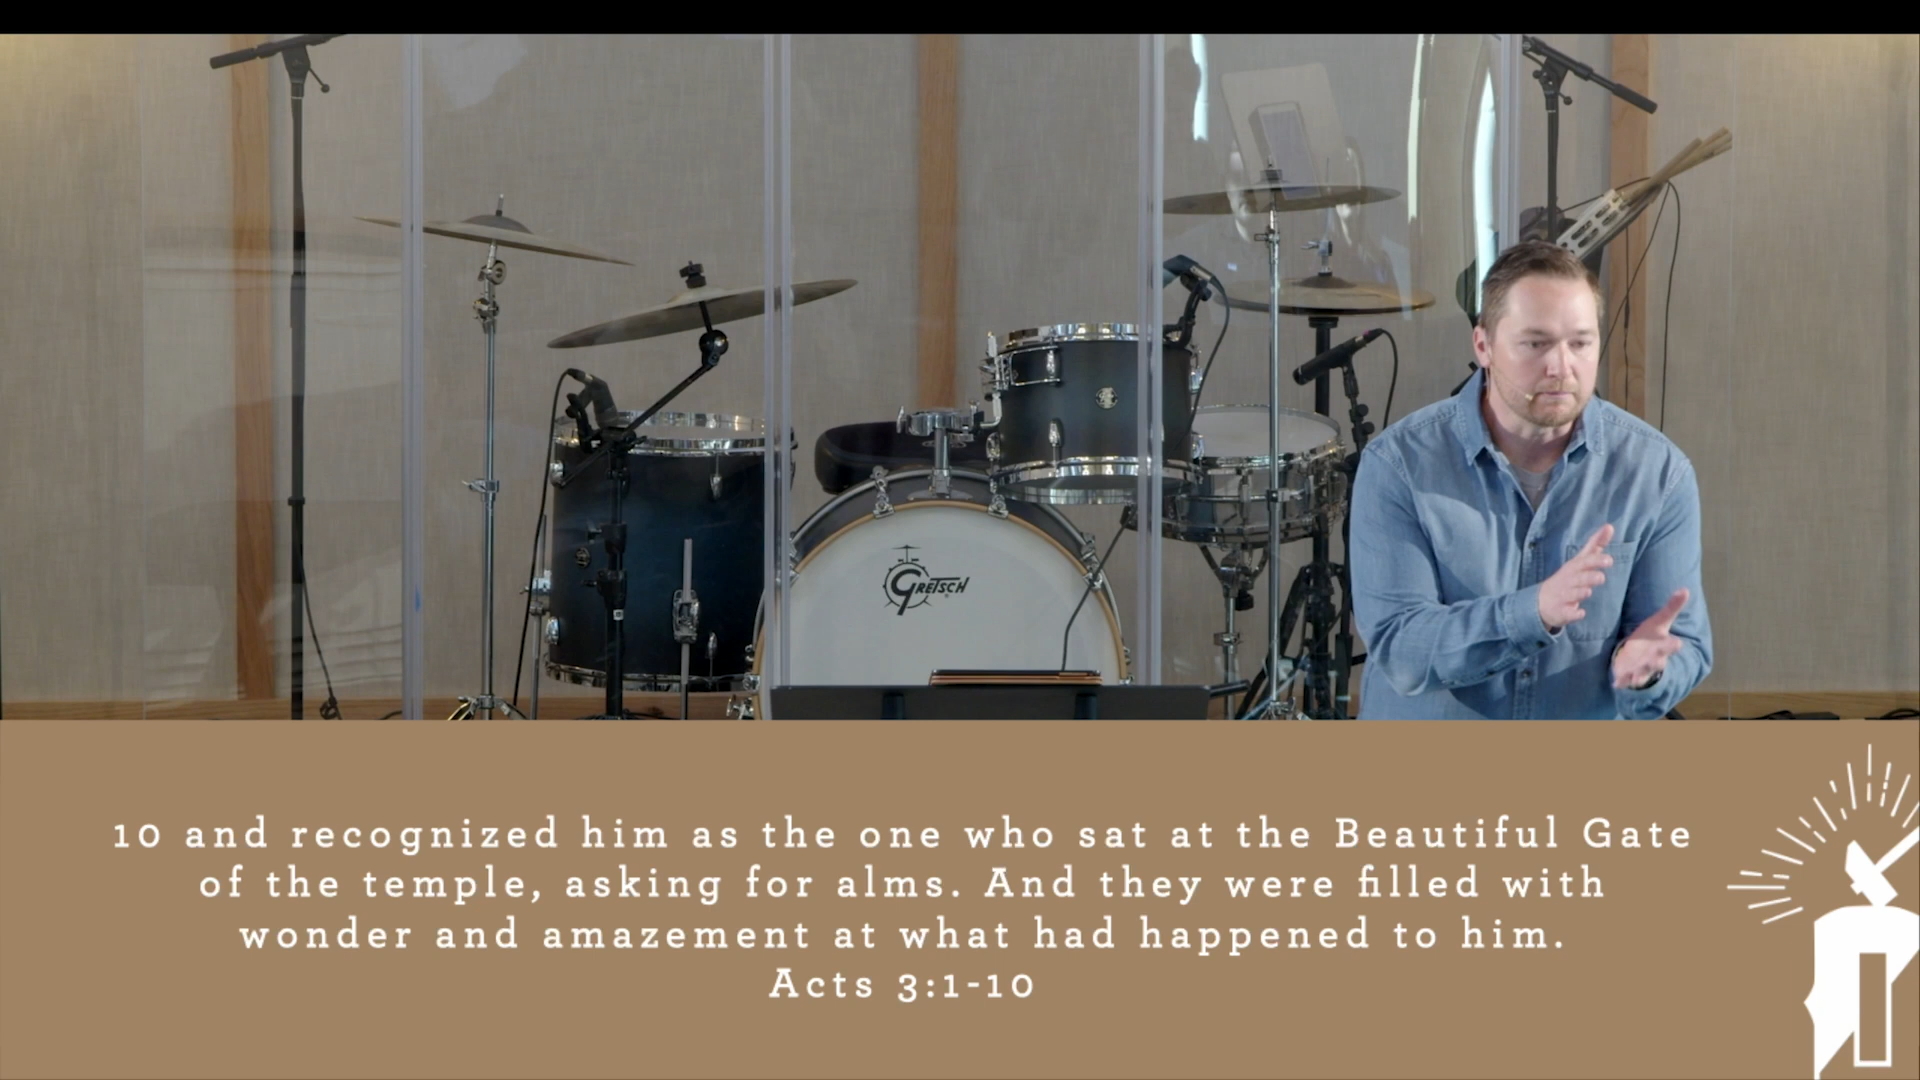 GRETSCH
10 and recognized him as the one who sat at the Beautiful Gate
of the temple, asking for alms. And they were filled with
wonder and amazement at what had happened to him.
Acts 3:1-10